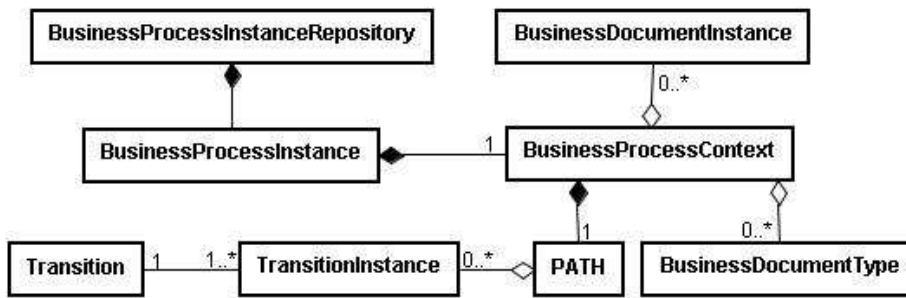 BusinessProcessInstanceRepository
BusinessDocumentInstance
0..*
BusinessProcessInstance
1
BusinessProcessContext
1
0..*
Transition
1
1..*
TransitionInstance
0..*
PATH
BusinessDocumentType